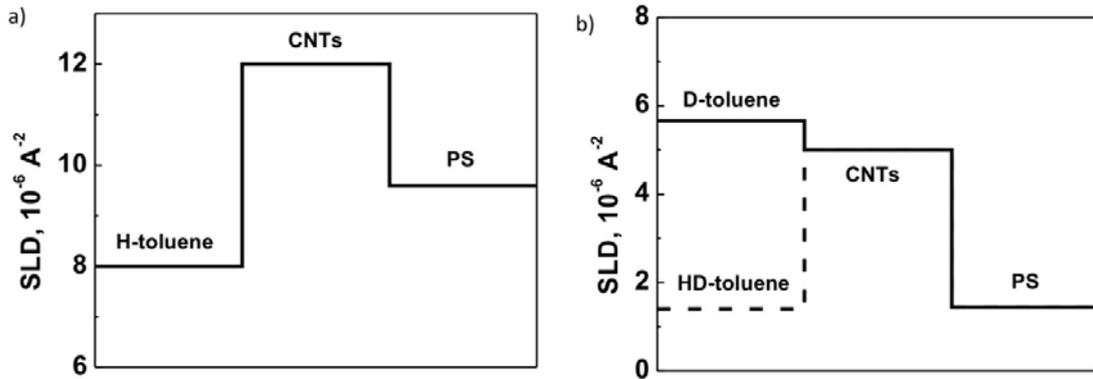 a)
SLD, 10^-6 A^-2
12
10
8
6
CNTs
PS
H-toluene
b)
SLD, 10^-6 A^-2
8
6
4
2
0
D-toluene
CNTs
HD-toluene
PS